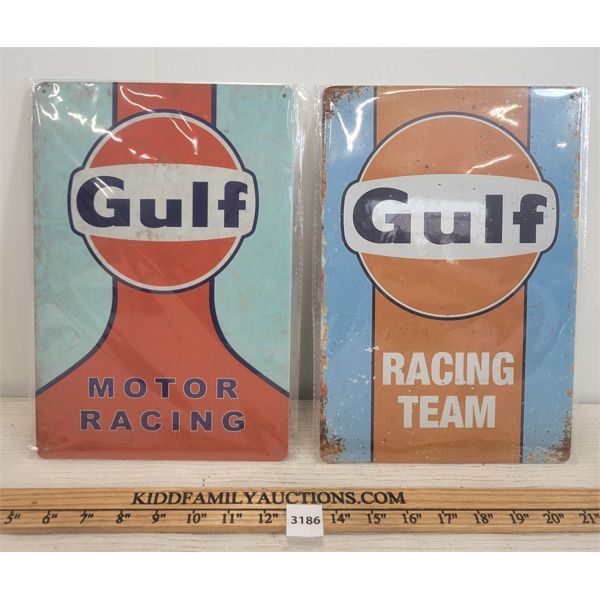 Gulf
MOTOR
RACING
Gulf
RACING
TEAM
KIDDFAMILYAUCTIONS.COM
5" 6" 7" 8" 9" 10" 11" 12" 3186 14" 15" 16" 17" 18" 19" 20" 21"